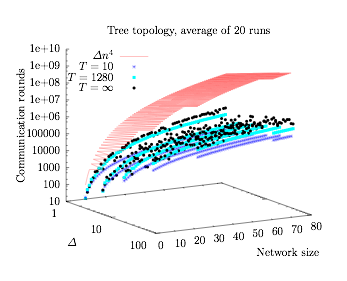 Tree topology, average of 20 runs
1e+10
1e+09
1e+08
1e+07
1e+06
100000
10000
1000
100
10
Communication rounds
Δn⁴
T = 10
T = 1280
T = ∞
1
10
100
Δ
0 10 20 30 40 50 60 70 80
Network size